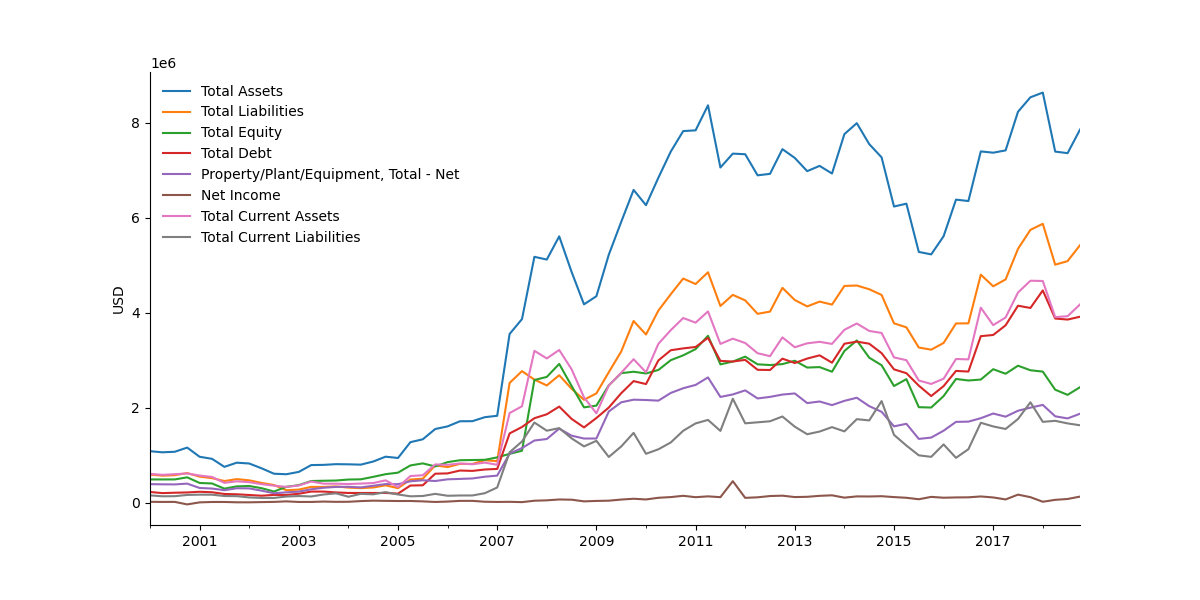 1e6
Total Assets
Total Liabilities
Total Equity
Total Debt
Property/Plant/Equipment, Total - Net
Net Income
Total Current Assets
Total Current Liabilities
8
6
4
2
0
USD
2001 2003 2005 2007 2009 2011 2013 2015 2017